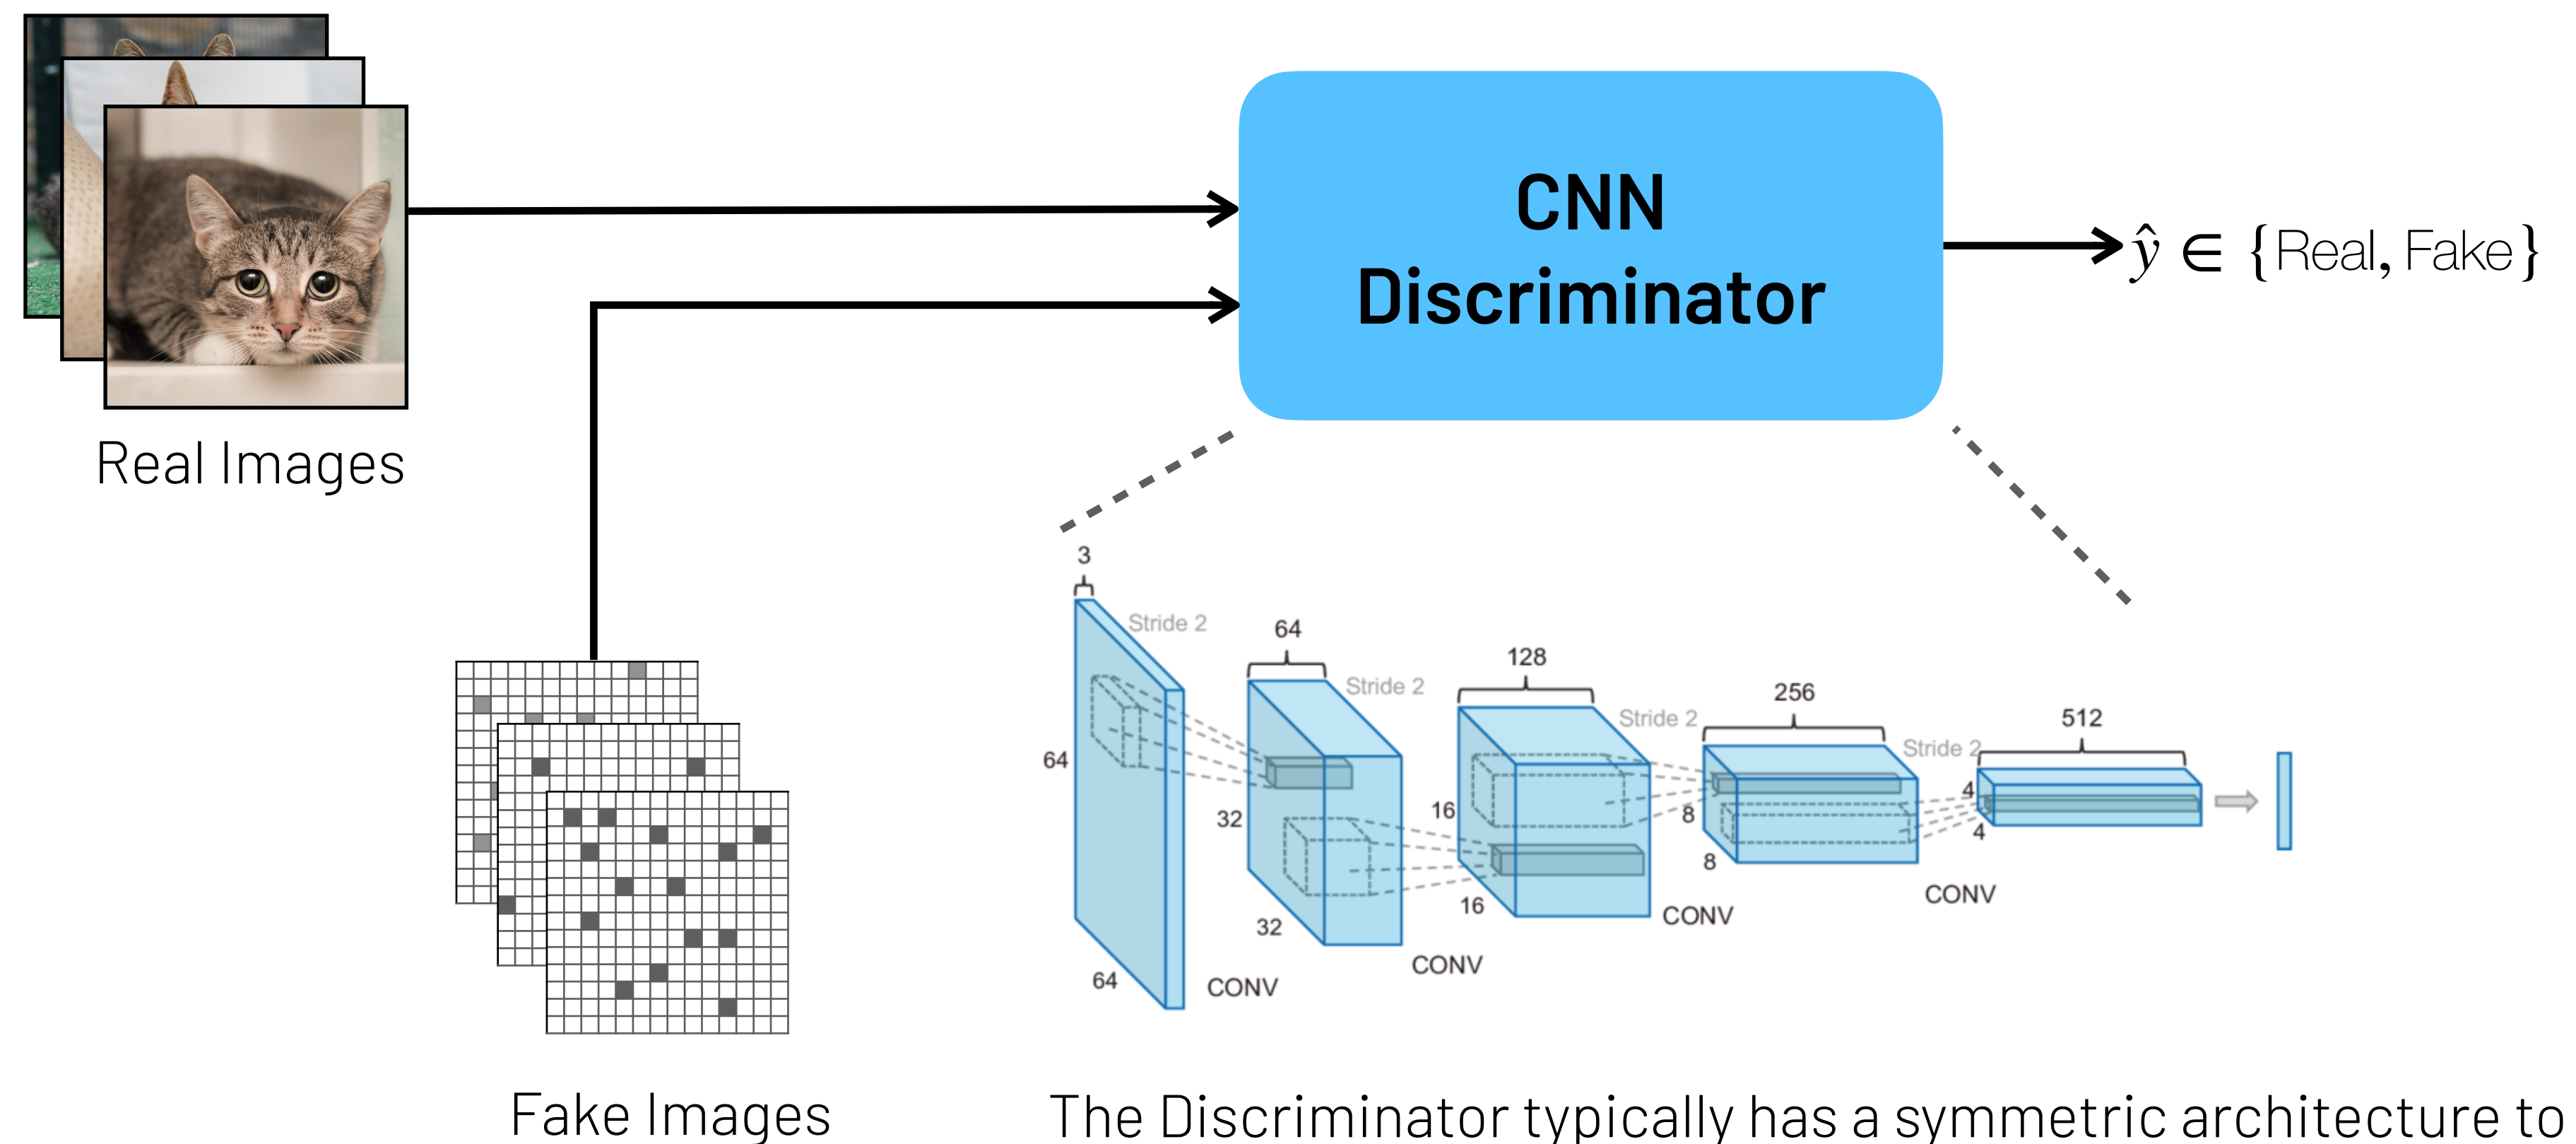 CNN
Discriminator
ŷ ∈ {Real, Fake}
Real Images
3
Stride 2
64
Stride 2
128
Stride 2
256
Stride 2
512
64
64
CONV
32
32
CONV
16
16
CONV
8
8
CONV
4
4
Fake Images
The Discriminator typically has a symmetric architecture to